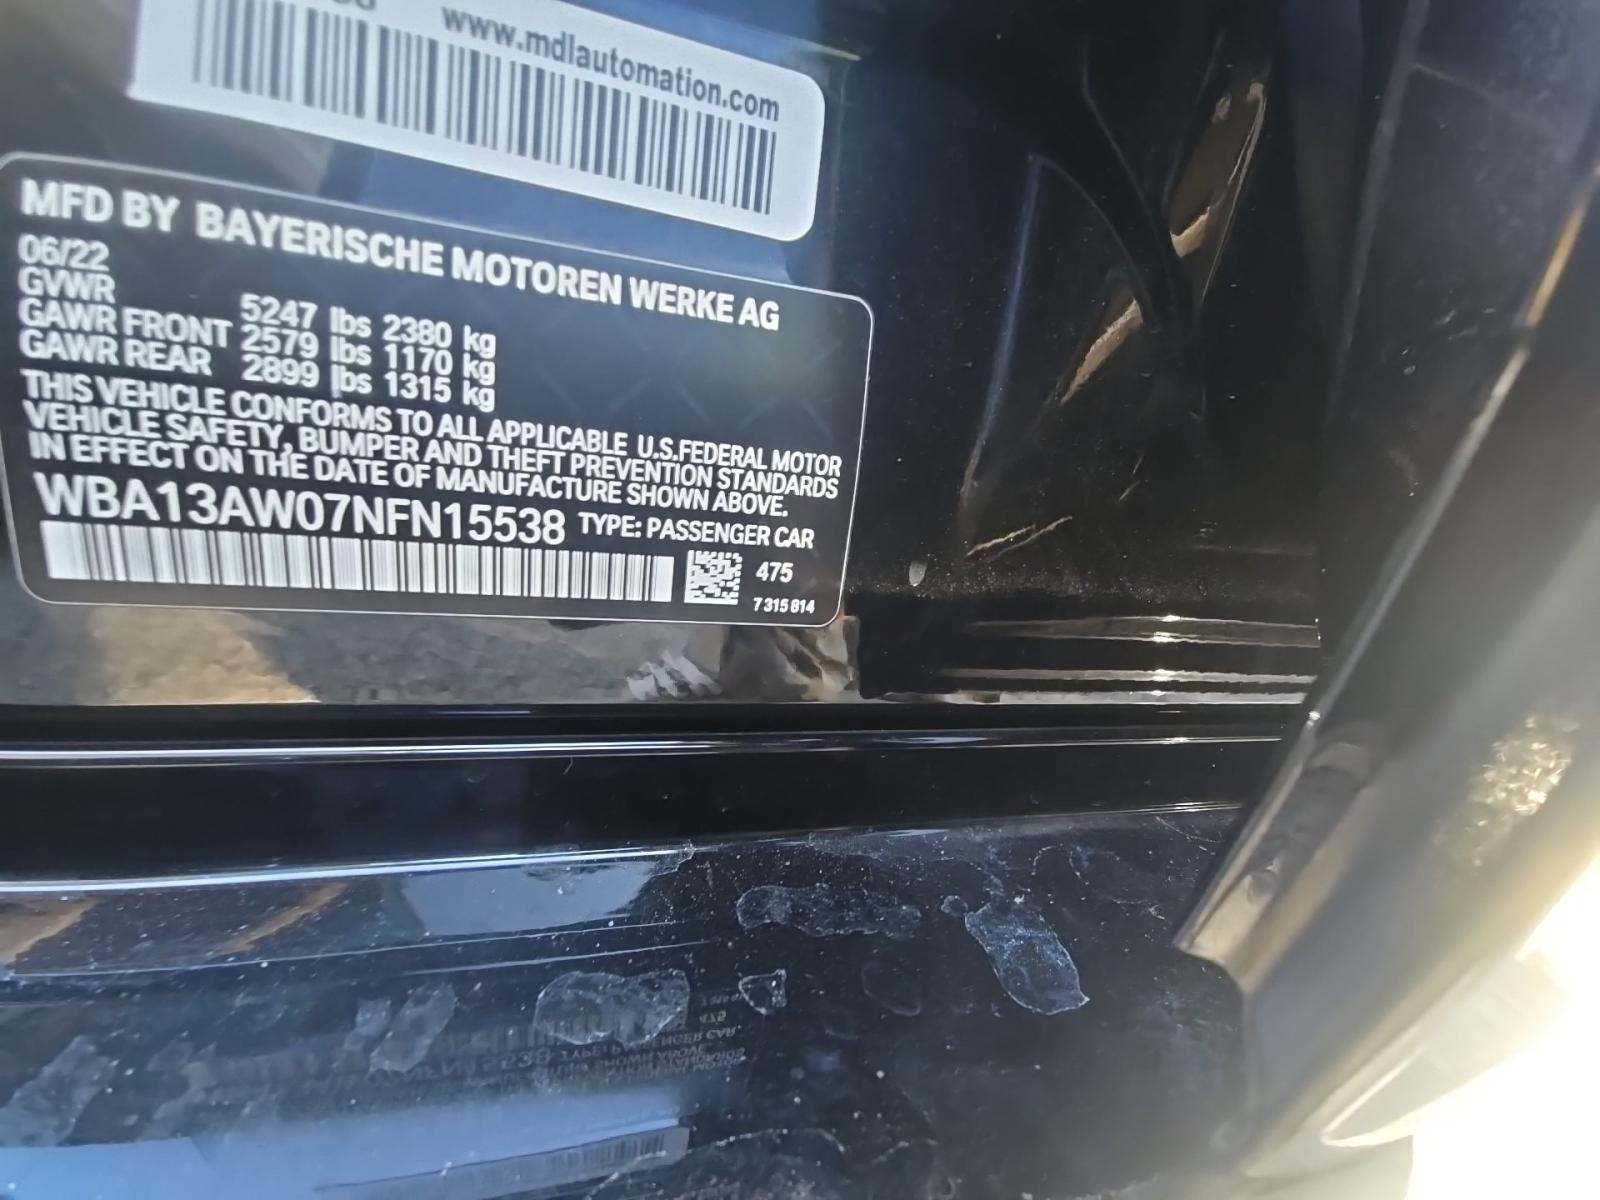 www.mdlautomation.com
MFD BY BAYERISCHE MOTOREN WERKE AG
06/22
GVWR 5247 lbs 2380 kg
GAWR FRONT 2579 lbs 1170 kg
GAWR REAR 2899 lbs 1315 kg
THIS VEHICLE CONFORMS TO ALL APPLICABLE U.S.FEDERAL MOTOR
VEHICLE SAFETY, BUMPER AND THEFT PREVENTION STANDARDS
IN EFFECT ON THE DATE OF MANUFACTURE SHOWN ABOVE.
WBA13AW07NFN15538 TYPE: PASSENGER CAR
475
7 315 814